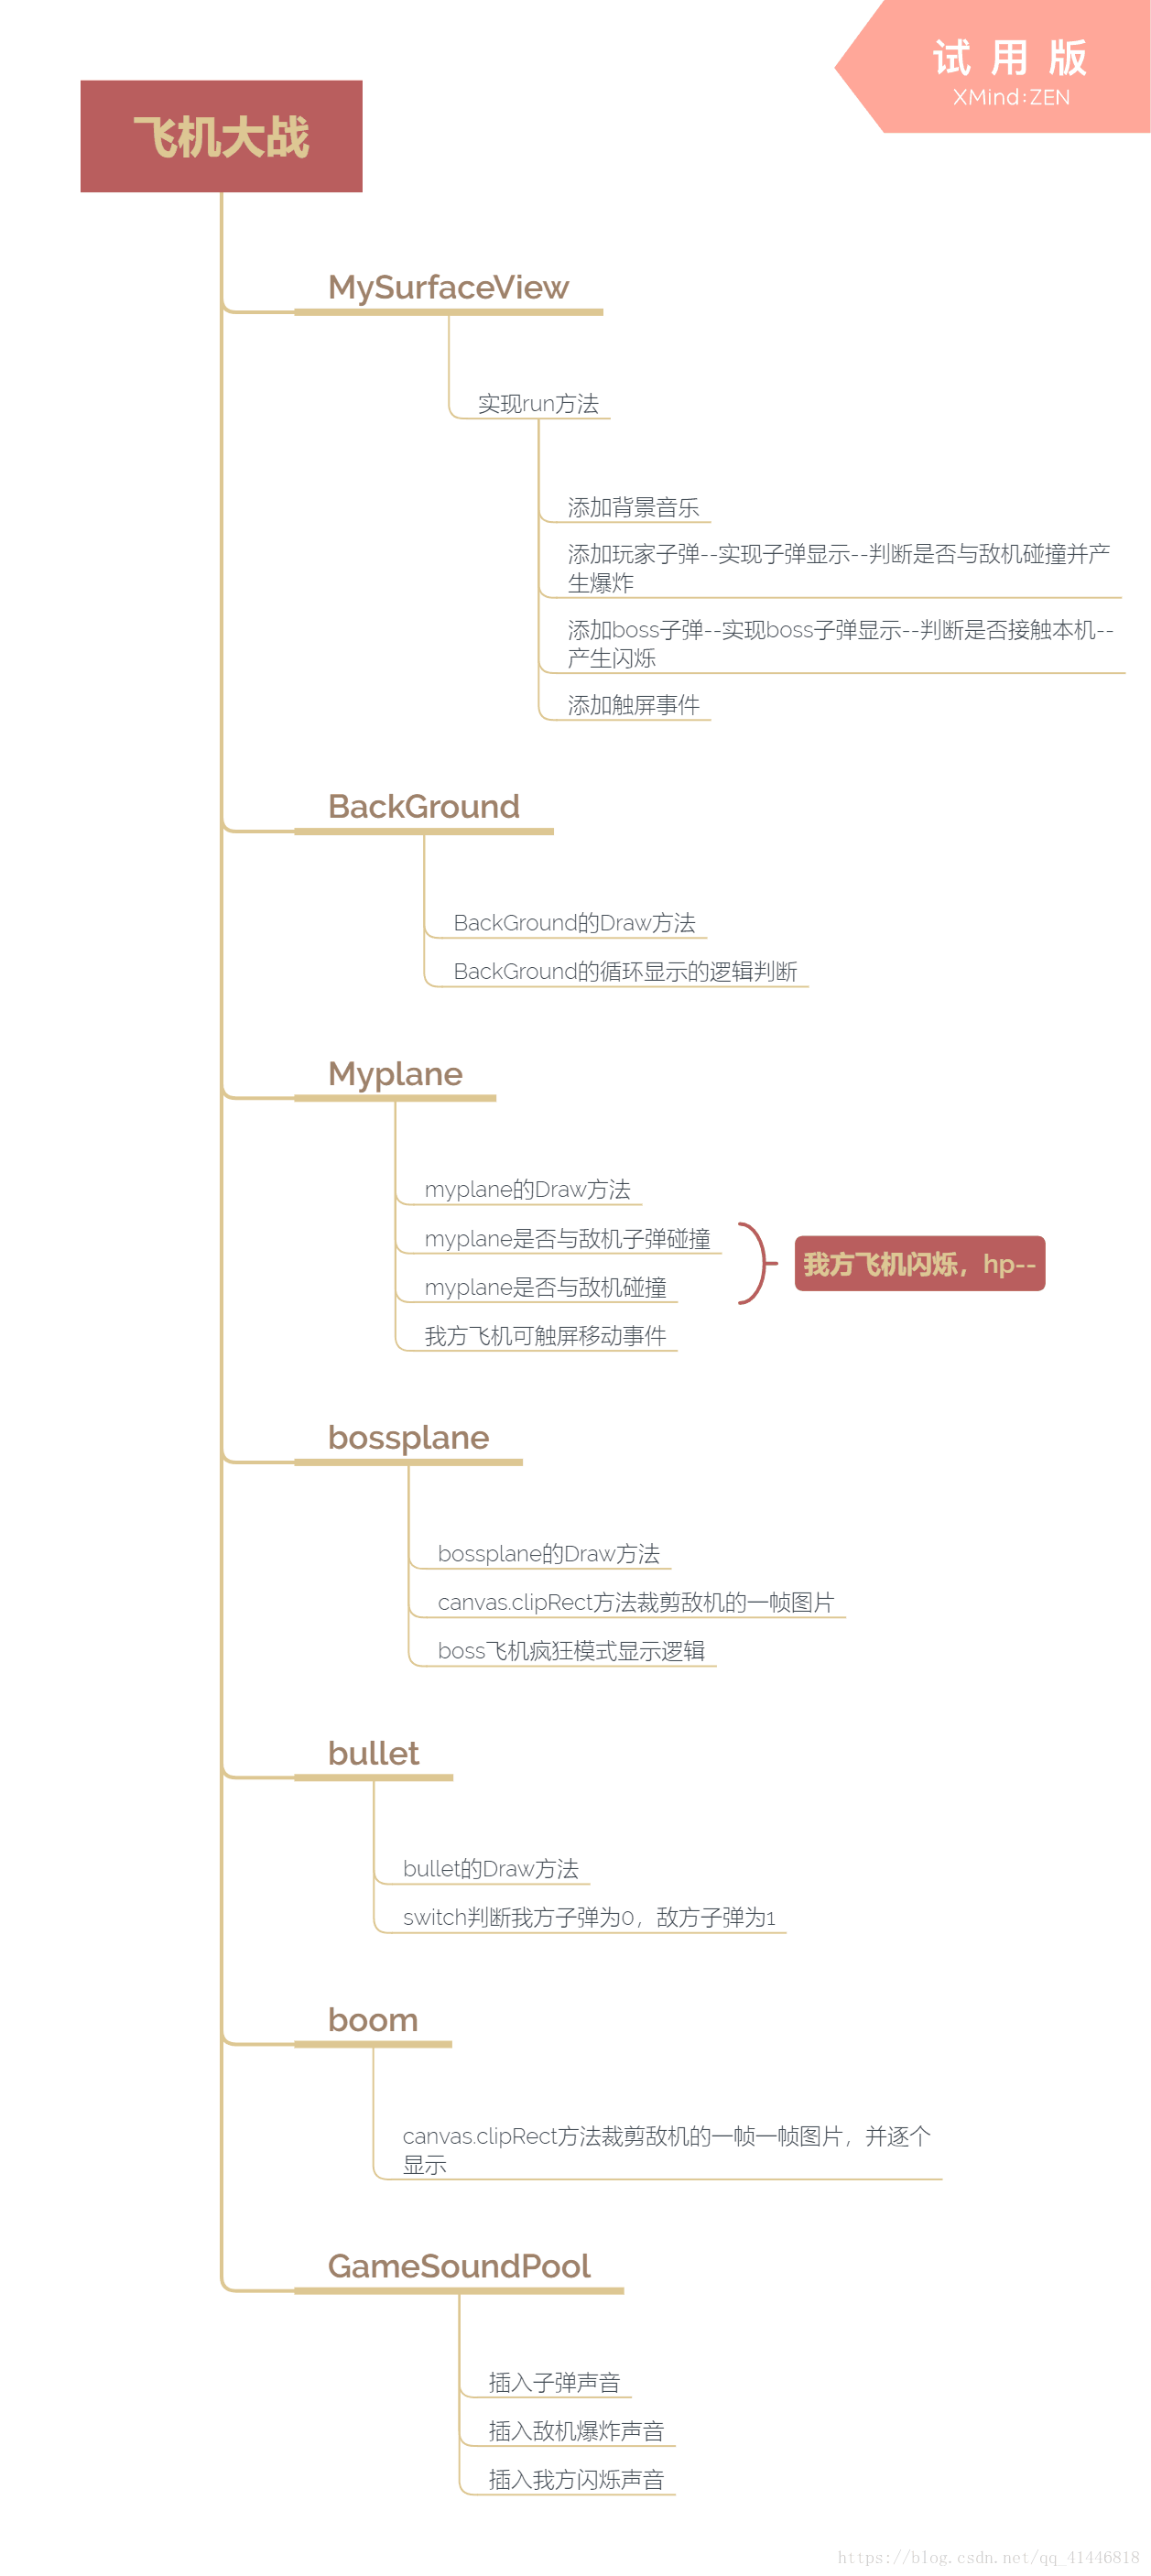 试 用 版
XMind:ZEN
飞机大战
MySurfaceView
实现run方法
添加背景音乐
添加玩家子弹--实现子弹显示--判断是否与敌机碰撞并产
生爆炸
添加boss子弹--实现boss子弹显示--判断是否接触本机--
产生闪烁
添加触屏事件
BackGround
BackGround的Draw方法
BackGround的循环显示的逻辑判断
Myplane
myplane的Draw方法
myplane是否与敌机子弹碰撞
myplane是否与敌机碰撞
我方飞机闪烁，hp--
我方飞机可触屏移动事件
bossplane
bossplane的Draw方法
canvas.clipRect方法裁剪敌机的一帧图片
boss飞机疯狂模式显示逻辑
bullet
bullet的Draw方法
switch判断我方子弹为0，敌方子弹为1
boom
canvas.clipRect方法裁剪敌机的一帧一帧图片，并逐个
显示
GameSoundPool
插入子弹声音
插入敌机爆炸声音
插入我方闪烁声音
https://blog.csdn.net/qq_41446818